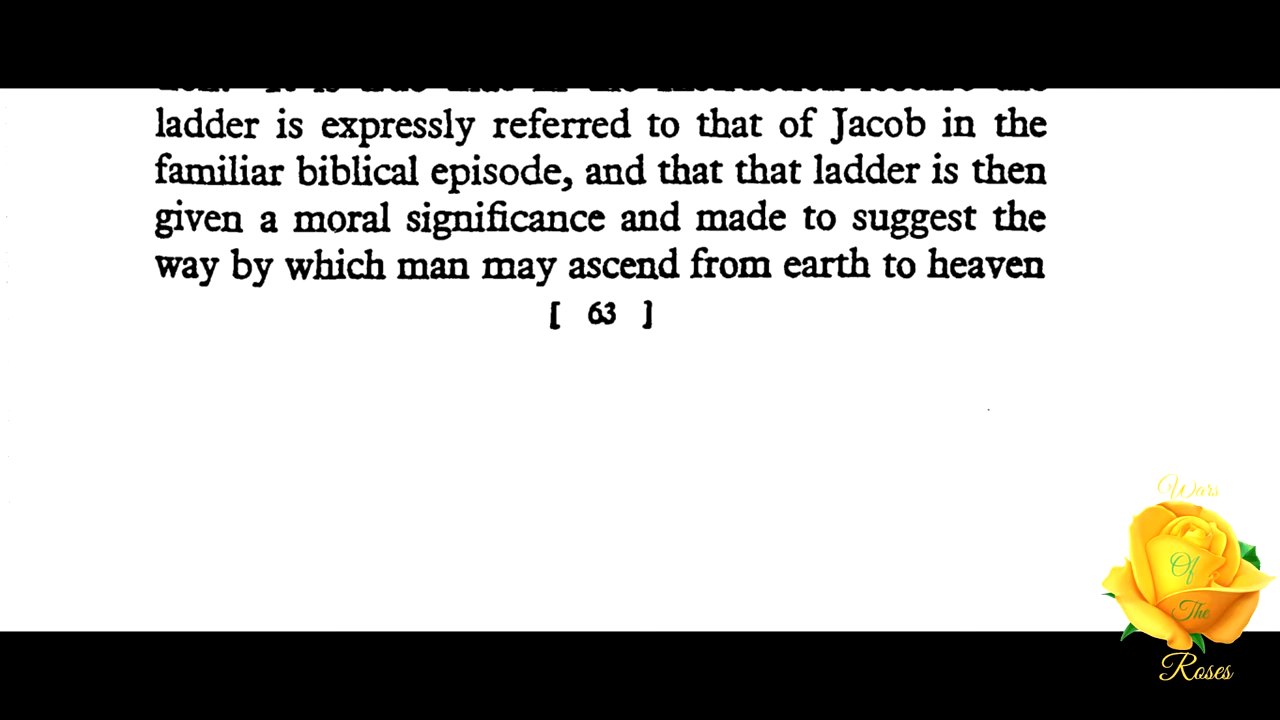 ladder is expressly referred to that of Jacob in the
familiar biblical episode, and that that ladder is then
given a moral significance and made to suggest the
way by which man may ascend from earth to heaven
[ 63 ]
Wars
Of
The
Roses